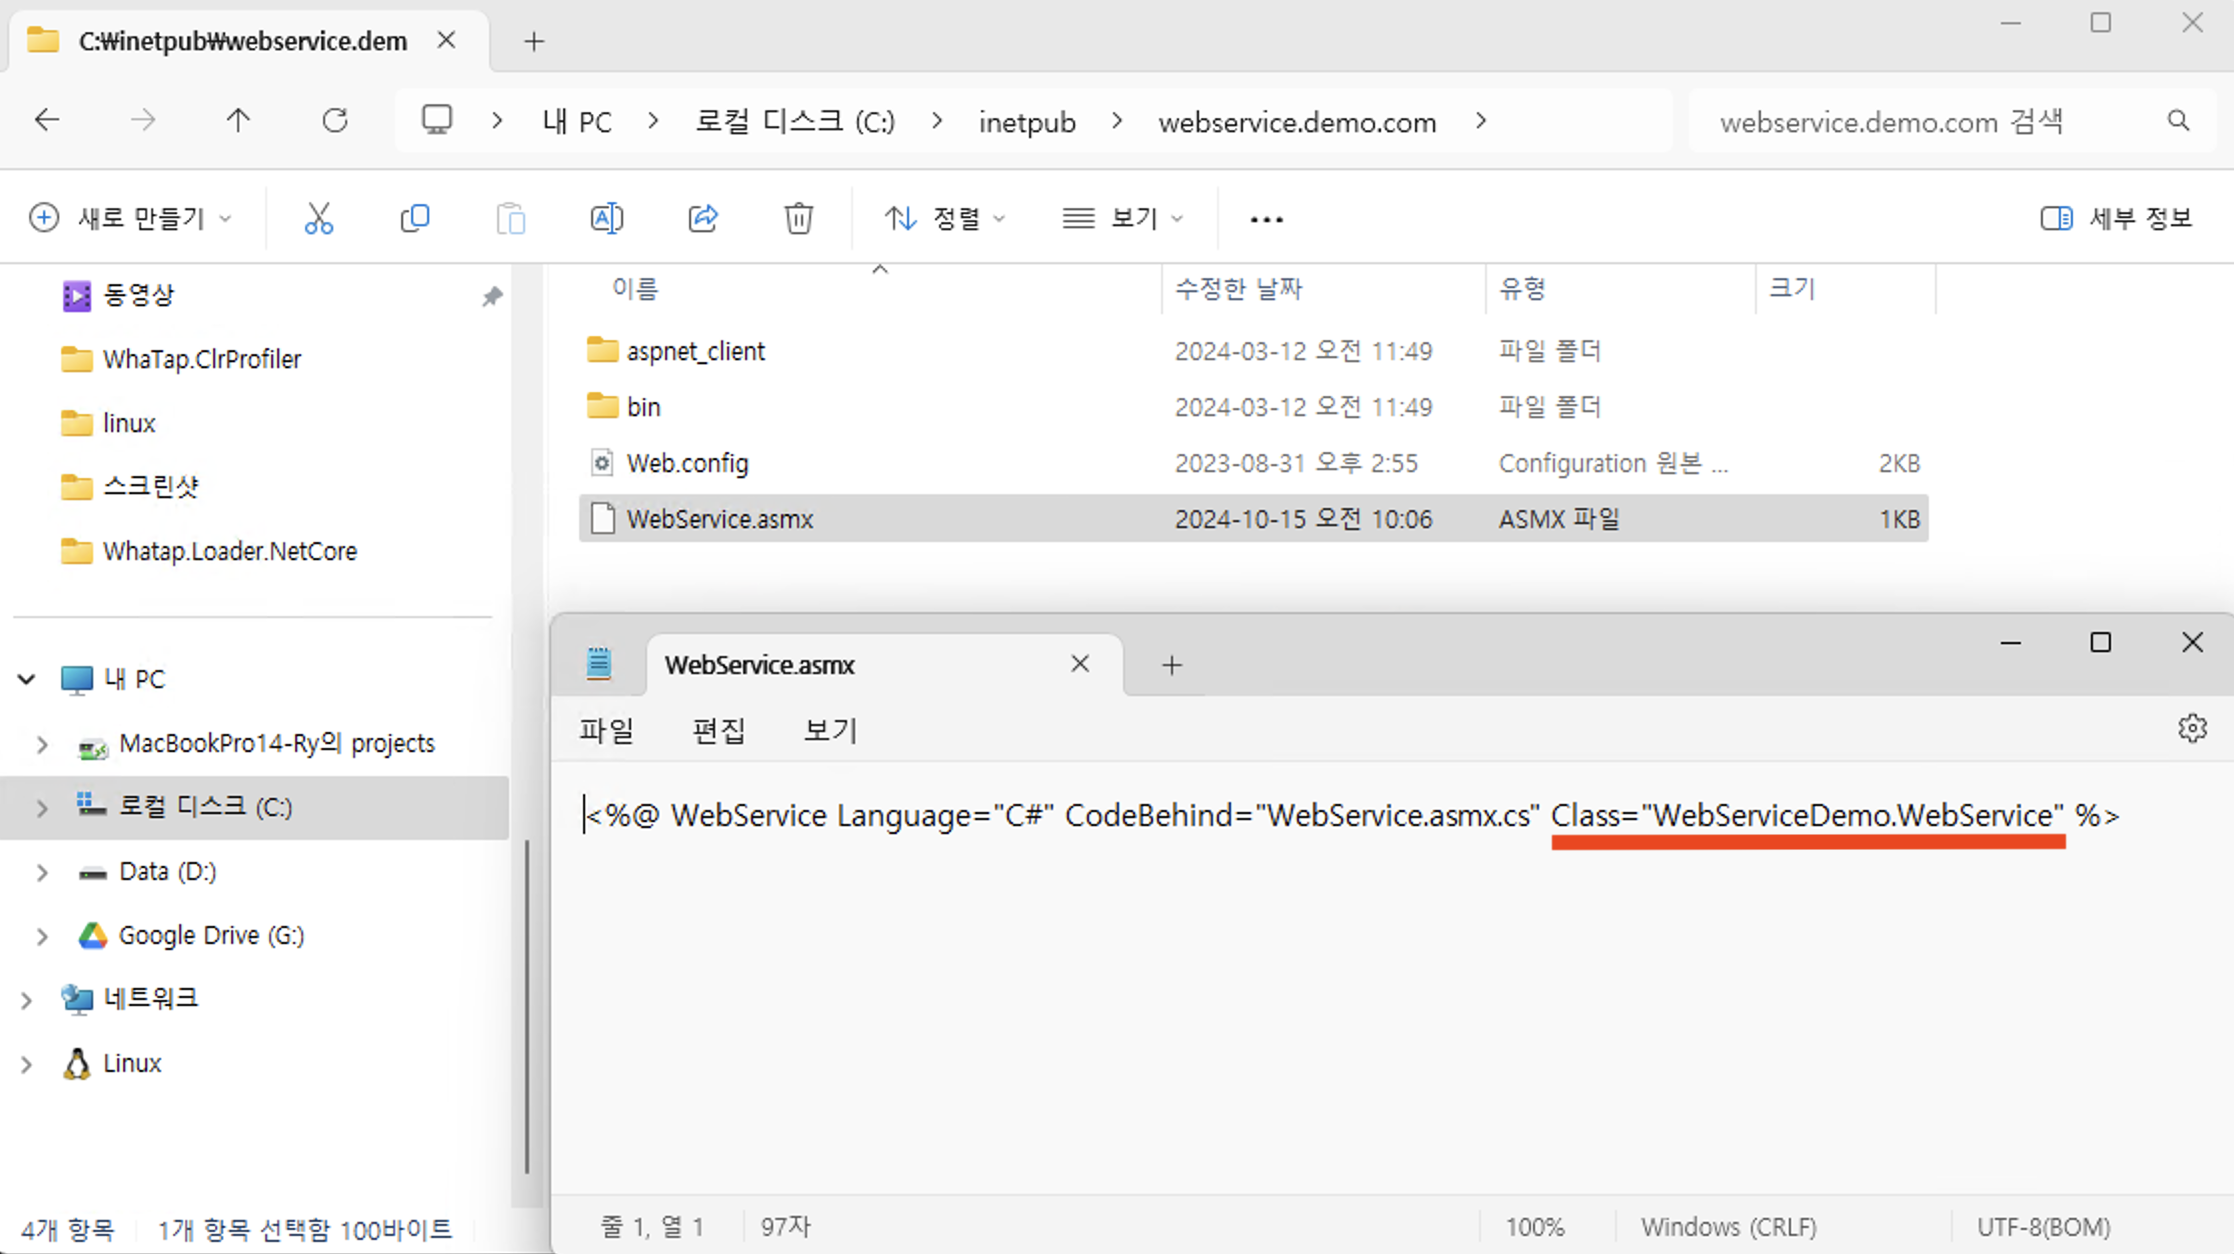 C:₩inetpub₩webservice.dem
내 PC > 로컬 디스크 (C:) > inetpub > webservice.demo.com >
webservice.demo.com 검색
새로 만들기
정렬
보기
세부 정보
동영상
WhaTap.ClrProfiler
linux
스크린샷
Whatap.Loader.NetCore
내 PC
MacBookPro14-Ry의 projects
로컬 디스크 (C:)
Data (D:)
Google Drive (G:)
네트워크
Linux
이름 수정한 날짜 유형 크기
aspnet_client 2024-03-12 오전 11:49 파일 폴더
bin 2024-03-12 오전 11:49 파일 폴더
Web.config 2023-08-31 오후 2:55 Configuration 원본 ... 2KB
WebService.asmx 2024-10-15 오전 10:06 ASMX 파일 1KB
WebService.asmx
파일 편집 보기
<%@ WebService Language="C#" CodeBehind="WebService.asmx.cs" Class="WebServiceDemo.WebService" %>
줄 1, 열 1 97자 100% Windows (CRLF) UTF-8(BOM)
4개 항목 1개 항목 선택함 100바이트